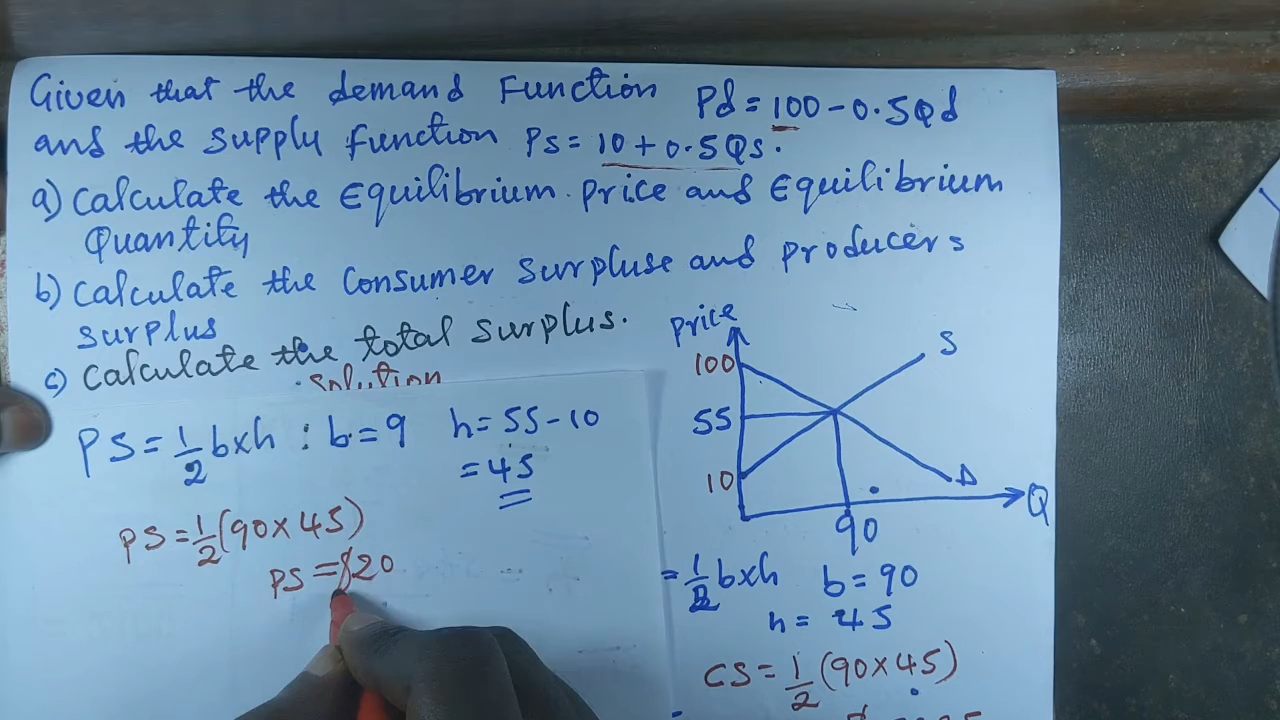 Given that the demand Function Pd = 100 - 0.5Qd
and the supply function Ps = 10 + 0.5Qs.
a) Calculate the Equilibrium. price and Equilibrium
Quantity
b) Calculate the Consumer surpluse and producers
surplus
c) Calculate the total surplus.
solution
PS = 1/2 b x h : b = 9 h = 55 - 10
= 45
PS = 1/2 (90 x 45)
PS = $20
price
100
55
10
S
D
Q
90
= 1/2 b x h b = 90
h = 45
CS = 1/2 (90 x 45)